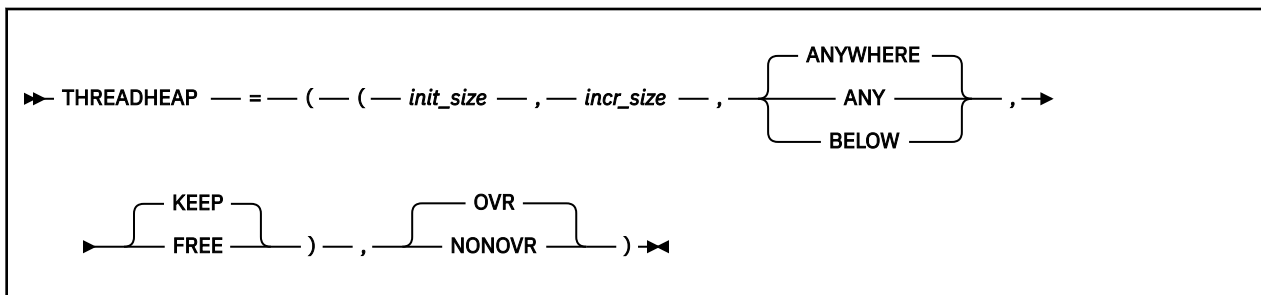 ANYWHERE
THREADHEAP = ( ( init_size , incr_size , ANY ,
BELOW
KEEP OVR
FREE ) , NONOVR )